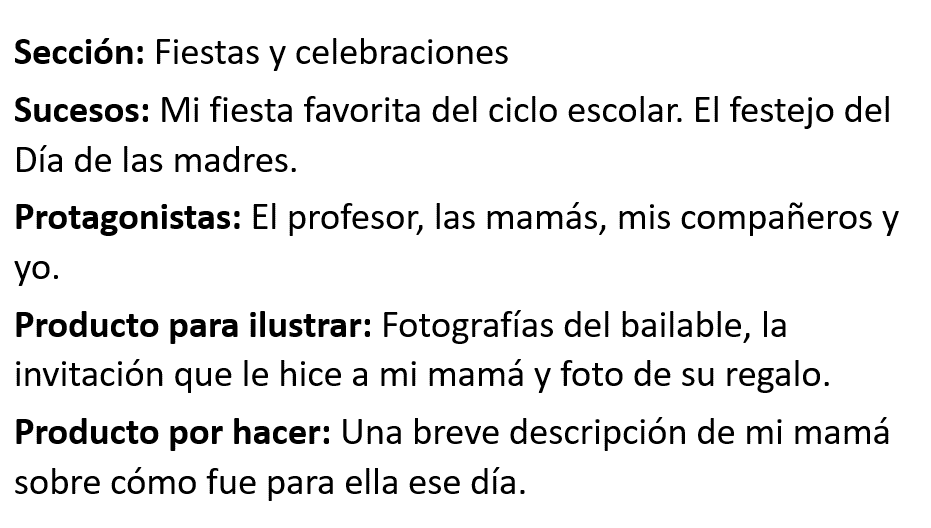 Sección: Fiestas y celebraciones
Sucesos: Mi fiesta favorita del ciclo escolar. El festejo del
Día de las madres.
Protagonistas: El profesor, las mamás, mis compañeros y
yo.
Producto para ilustrar: Fotografías del bailable, la
invitación que le hice a mi mamá y foto de su regalo.
Producto por hacer: Una breve descripción de mi mamá
sobre cómo fue para ella ese día.